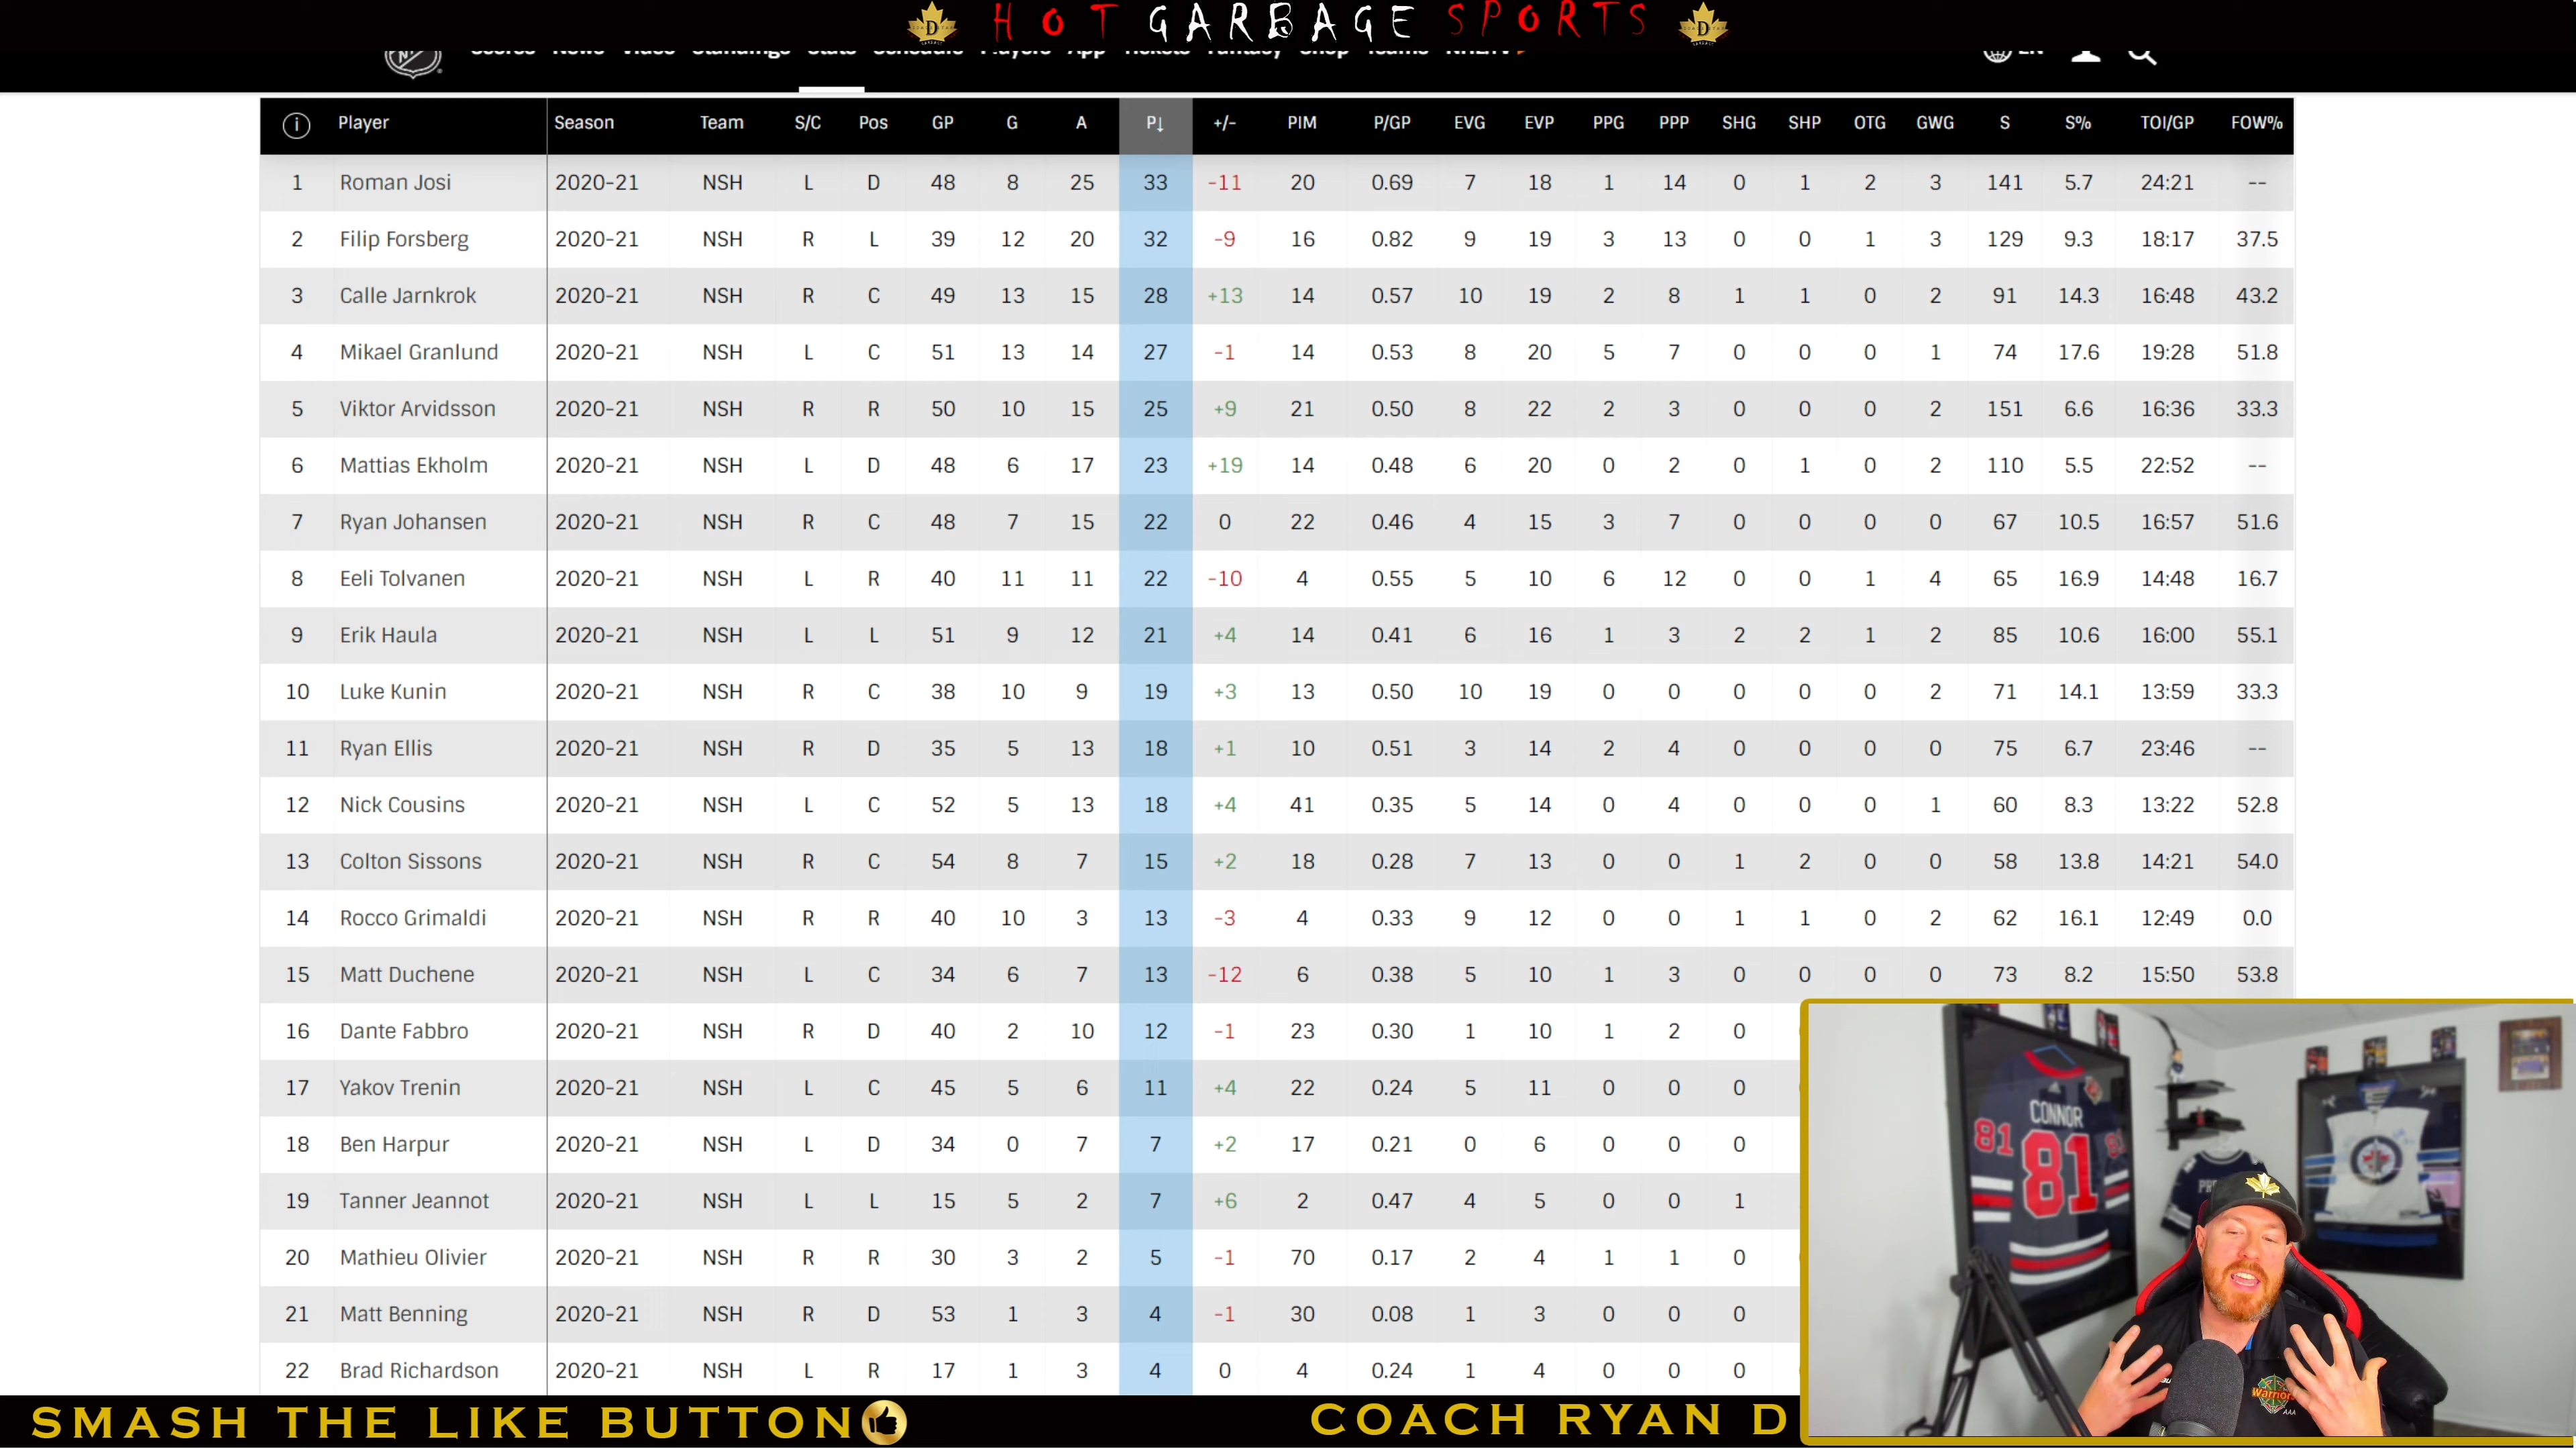 HOT GARBAGE SPORTS
Scores News Video Standings Stats Schedule Players App Tickets Fantasy Shop Teams NHL.TV EN
i Player Season Team S/C Pos GP G A P↓ +/- PIM P/GP EVG EVP PPG PPP SHG SHP OTG GWG S S% TOI/GP FOW%
1 Roman Josi 2020-21 NSH L D 48 8 25 33 -11 20 0.69 7 18 1 14 0 1 2 3 141 5.7 24:21 --
2 Filip Forsberg 2020-21 NSH R L 39 12 20 32 -9 16 0.82 9 19 3 13 0 0 1 3 129 9.3 18:17 37.5
3 Calle Jarnkrok 2020-21 NSH R C 49 13 15 28 +13 14 0.57 10 19 2 8 1 1 0 2 91 14.3 16:48 43.2
4 Mikael Granlund 2020-21 NSH L C 51 13 14 27 -1 14 0.53 8 20 5 7 0 0 0 1 74 17.6 19:28 51.8
5 Viktor Arvidsson 2020-21 NSH R R 50 10 15 25 +9 21 0.50 8 22 2 3 0 0 0 2 151 6.6 16:36 33.3
6 Mattias Ekholm 2020-21 NSH L D 48 6 17 23 +19 14 0.48 6 20 0 2 0 1 0 2 110 5.5 22:52 --
7 Ryan Johansen 2020-21 NSH R C 48 7 15 22 0 22 0.46 4 15 3 7 0 0 0 0 67 10.5 16:57 51.6
8 Eeli Tolvanen 2020-21 NSH L R 40 11 11 22 -10 4 0.55 5 10 6 12 0 0 1 4 65 16.9 14:48 16.7
9 Erik Haula 2020-21 NSH L L 51 9 12 21 +4 14 0.41 6 16 1 3 2 2 1 2 85 10.6 16:00 55.1
10 Luke Kunin 2020-21 NSH R C 38 10 9 19 +3 13 0.50 10 19 0 0 0 0 0 2 71 14.1 13:59 33.3
11 Ryan Ellis 2020-21 NSH R D 35 5 13 18 +1 10 0.51 3 14 2 4 0 0 0 0 75 6.7 23:46 --
12 Nick Cousins 2020-21 NSH L C 52 5 13 18 +4 41 0.35 5 14 0 4 0 0 0 1 60 8.3 13:22 52.8
13 Colton Sissons 2020-21 NSH R C 54 8 7 15 +2 18 0.28 7 13 0 0 1 2 0 0 58 13.8 14:21 54.0
14 Rocco Grimaldi 2020-21 NSH R R 40 10 3 13 -3 4 0.33 9 12 0 0 1 1 0 2 62 16.1 12:49 0.0
15 Matt Duchene 2020-21 NSH L C 34 6 7 13 -12 6 0.38 5 10 1 3 0 0 0 0 73 8.2 15:50 53.8
16 Dante Fabbro 2020-21 NSH R D 40 2 10 12 -1 23 0.30 1 10 1 2 0
17 Yakov Trenin 2020-21 NSH L C 45 5 6 11 +4 22 0.24 5 11 0 0 0
18 Ben Harpur 2020-21 NSH L D 34 0 7 7 +2 17 0.21 0 6 0 0 0
19 Tanner Jeannot 2020-21 NSH L L 15 5 2 7 +6 2 0.47 4 5 0 0 1
20 Mathieu Olivier 2020-21 NSH R R 30 3 2 5 -1 70 0.17 2 4 1 1 0
21 Matt Benning 2020-21 NSH R D 53 1 3 4 -1 30 0.08 1 3 0 0 0
22 Brad Richardson 2020-21 NSH L R 17 1 3 4 0 4 0.24 1 4 0 0 0
CONNOR
81 81 81
Warriors
AAA
SMASH THE LIKE BUTTON
COACH RYAN D